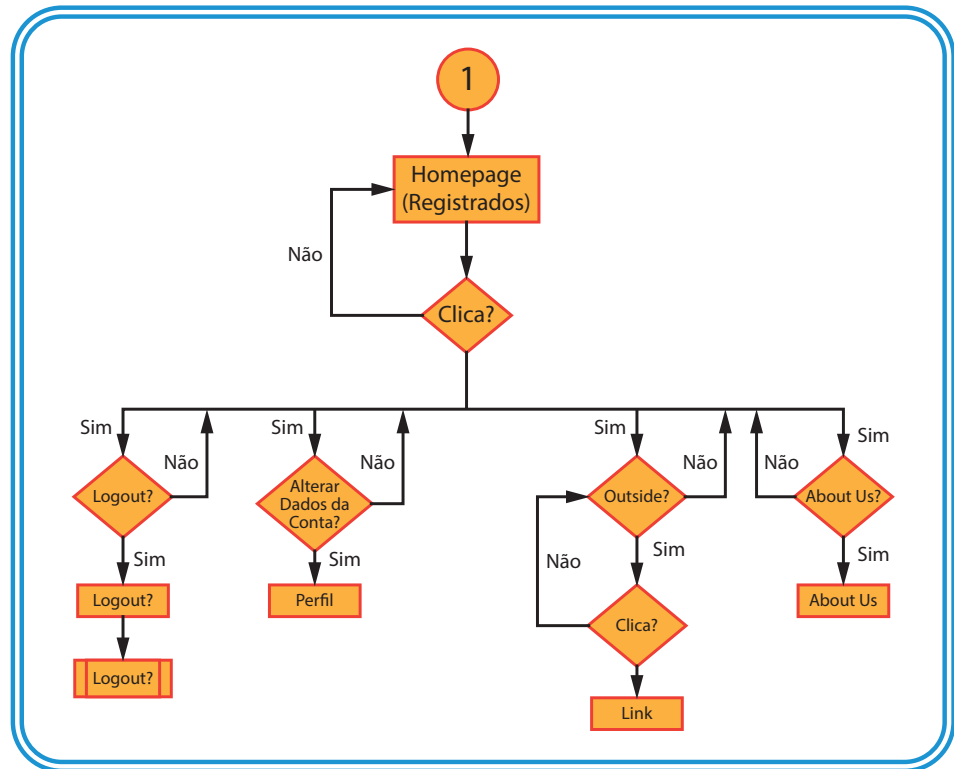 1
Homepage
(Registrados)
Não
Clica?
Sim
Sim
Sim
Sim
Não
Não
Não
Não
Logout?
Alterar
Dados da
Conta?
Outside?
About Us?
Sim
Sim
Sim
Sim
Não
Logout?
Perfil
Clica?
About Us
Logout?
Link